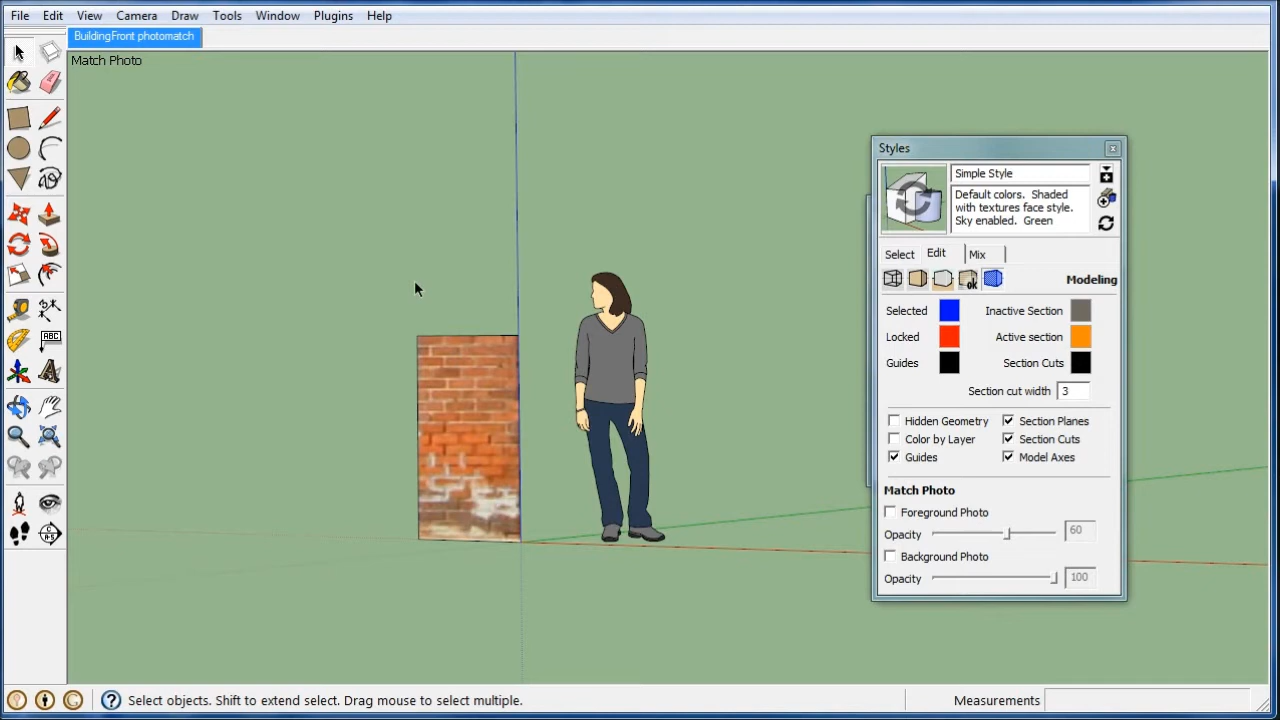 File Edit View Camera Draw Tools Window Plugins Help
BuildingFront photomatch
Match Photo
ABC
Styles
Simple Style
Default colors. Shaded
with textures face style.
Sky enabled. Green
Select Edit Mix
Modeling
Selected Inactive Section
Locked Active section
Guides Section Cuts
Section cut width 3
Hidden Geometry Section Planes
Color by Layer Section Cuts
Guides Model Axes
Match Photo
Foreground Photo
Opacity 60
Background Photo
Opacity 100
Select objects. Shift to extend select. Drag mouse to select multiple. Measurements